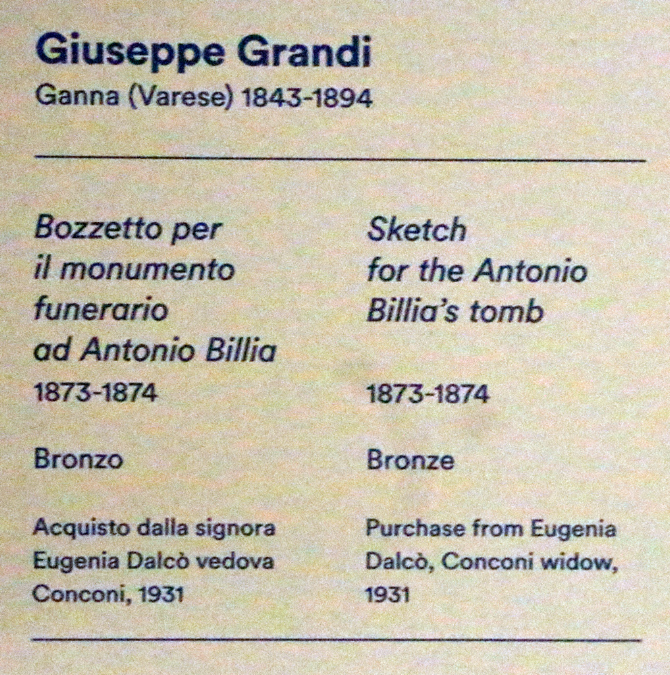 Giuseppe Grandi
Ganna (Varese) 1843-1894
Bozzetto per
il monumento
funerario
ad Antonio Billia
1873-1874
Bronzo
Acquisto dalla signora
Eugenia Dalcò vedova
Conconi, 1931
Sketch
for the Antonio
Billia's tomb
1873-1874
Bronze
Purchase from Eugenia
Dalcò, Conconi widow,
1931